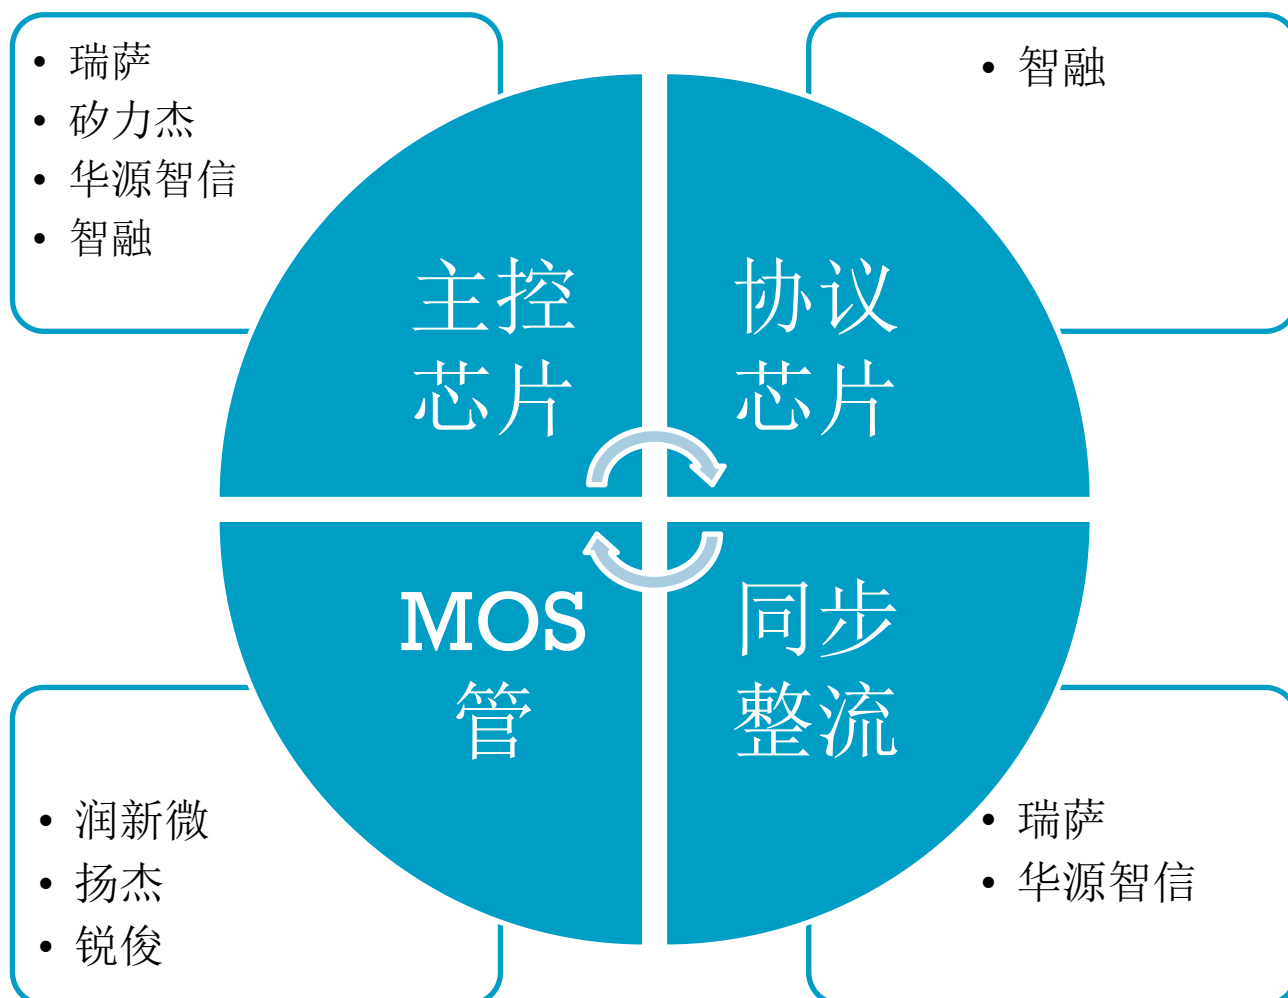 • 瑞萨
• 矽力杰
• 华源智信
• 智融
• 智融
主控
芯片
协议
芯片
MOS
管
同步
整流
• 润新微
• 扬杰
• 锐俊
• 瑞萨
• 华源智信